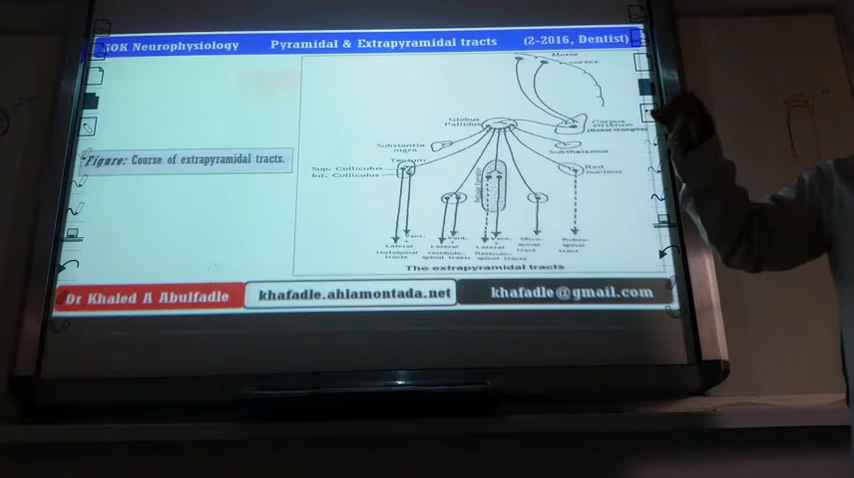 SOK Neurophysiology Pyramidal & Extrapyramidal tracts (2-2016, Dentist)
Motor
cortex
Globus
Pallidus
Corpus
striatum
(Basal Ganglia)
Substantia
nigra
Subthalamus
Tectum
Sup. Colliculus
Inf. Colliculus
Red
nucleus
Figure: Course of extrapyramidal tracts.
Vent.
Vent.
Vent.
Lateral
tectospinal
tracts
Lateral
vestibulo-
spinal tracts
Lateral
Reticulo-
spinal tracts
Olivo-
spinal
tract
Rubro-
spinal
tract
The extrapyramidal tracts
Dr Khaled A Abulfadle khafadle.ahlamontada.net khafadle@gmail.com